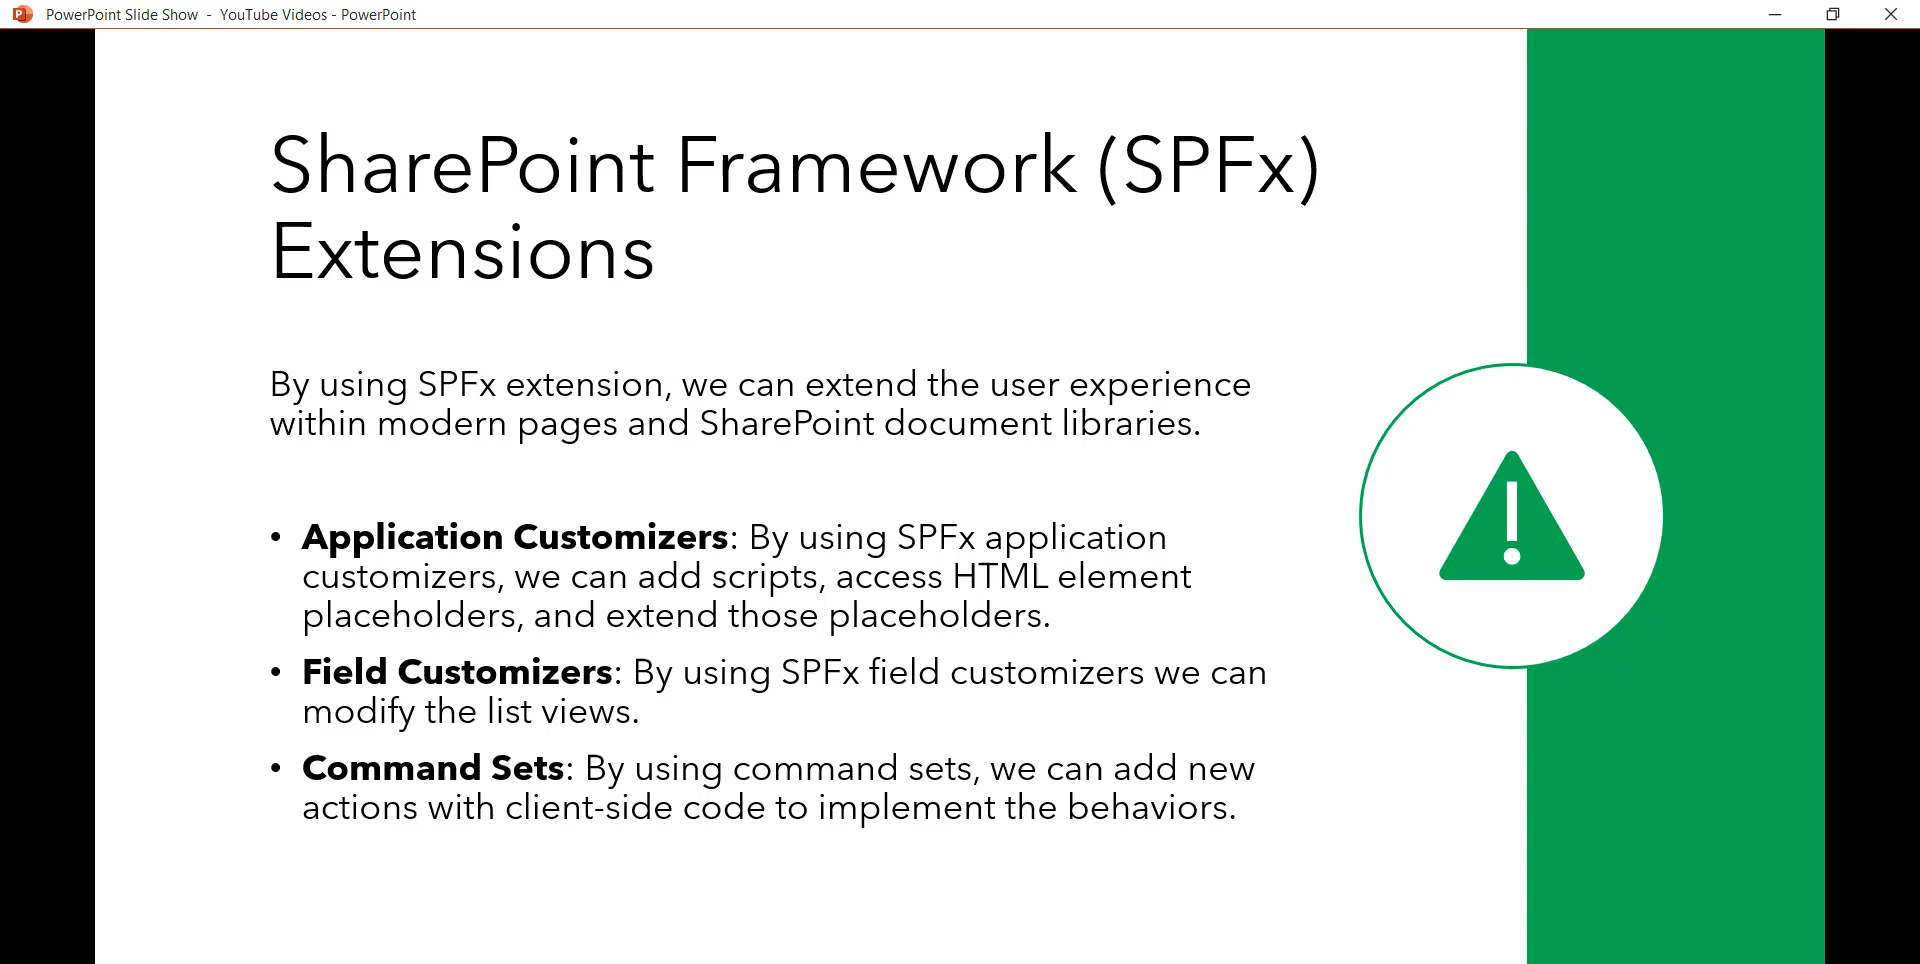 PowerPoint Slide Show - YouTube Videos - PowerPoint
SharePoint Framework (SPFx)
Extensions
By using SPFx extension, we can extend the user experience
within modern pages and SharePoint document libraries.
• Application Customizers: By using SPFx application
customizers, we can add scripts, access HTML element
placeholders, and extend those placeholders.
• Field Customizers: By using SPFx field customizers we can
modify the list views.
• Command Sets: By using command sets, we can add new
actions with client-side code to implement the behaviors.